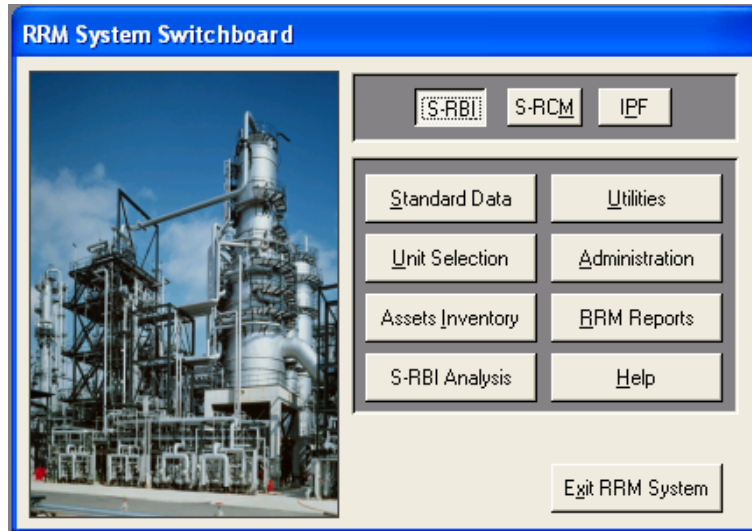 RRM System Switchboard
S-RBI S-RCM IPF
Standard Data Utilities
Unit Selection Administration
Assets Inventory RRM Reports
S-RBI Analysis Help
Exit RRM System